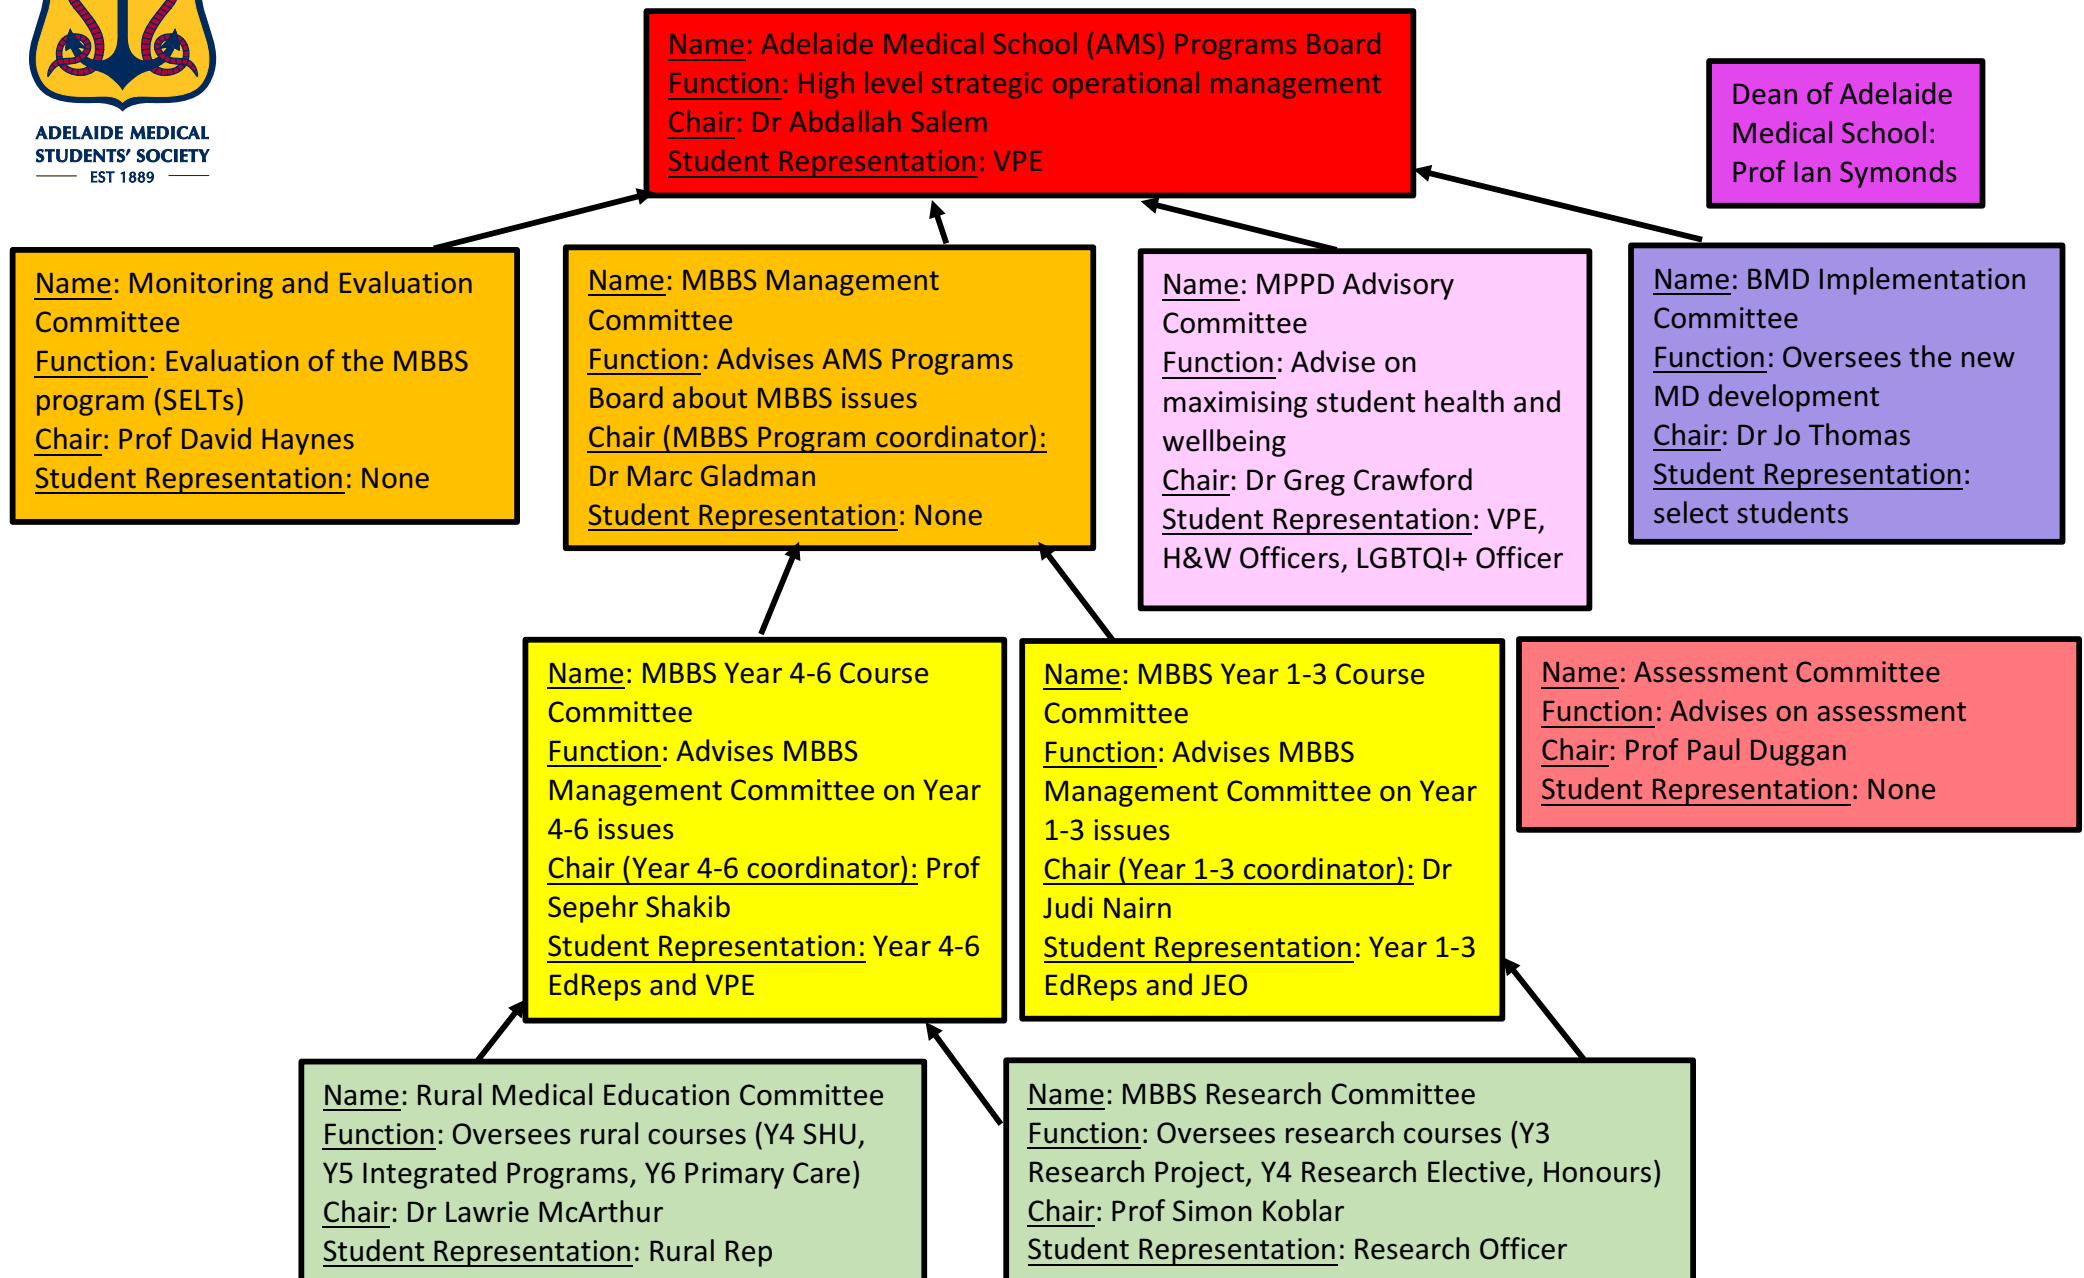 ADELAIDE MEDICAL
STUDENTS' SOCIETY
EST 1889
Name: Adelaide Medical School (AMS) Programs Board
Function: High level strategic operational management
Chair: Dr Abdallah Salem
Student Representation: VPE
Dean of Adelaide
Medical School:
Prof Ian Symonds
Name: Monitoring and Evaluation
Committee
Function: Evaluation of the MBBS
program (SELTs)
Chair: Prof David Haynes
Student Representation: None
Name: MBBS Management
Committee
Function: Advises AMS Programs
Board about MBBS issues
Chair (MBBS Program coordinator):
Dr Marc Gladman
Student Representation: None
Name: MPPD Advisory
Committee
Function: Advise on
maximising student health and
wellbeing
Chair: Dr Greg Crawford
Student Representation: VPE,
H&W Officers, LGBTQI+ Officer
Name: BMD Implementation
Committee
Function: Oversees the new
MD development
Chair: Dr Jo Thomas
Student Representation:
select students
Name: MBBS Year 4-6 Course
Committee
Function: Advises MBBS
Management Committee on Year
4-6 issues
Chair (Year 4-6 coordinator): Prof
Sepehr Shakib
Student Representation: Year 4-6
EdReps and VPE
Name: MBBS Year 1-3 Course
Committee
Function: Advises MBBS
Management Committee on Year
1-3 issues
Chair (Year 1-3 coordinator): Dr
Judi Nairn
Student Representation: Year 1-3
EdReps and JEO
Name: Assessment Committee
Function: Advises on assessment
Chair: Prof Paul Duggan
Student Representation: None
Name: Rural Medical Education Committee
Function: Oversees rural courses (Y4 SHU,
Y5 Integrated Programs, Y6 Primary Care)
Chair: Dr Lawrie McArthur
Student Representation: Rural Rep
Name: MBBS Research Committee
Function: Oversees research courses (Y3
Research Project, Y4 Research Elective, Honours)
Chair: Prof Simon Koblar
Student Representation: Research Officer